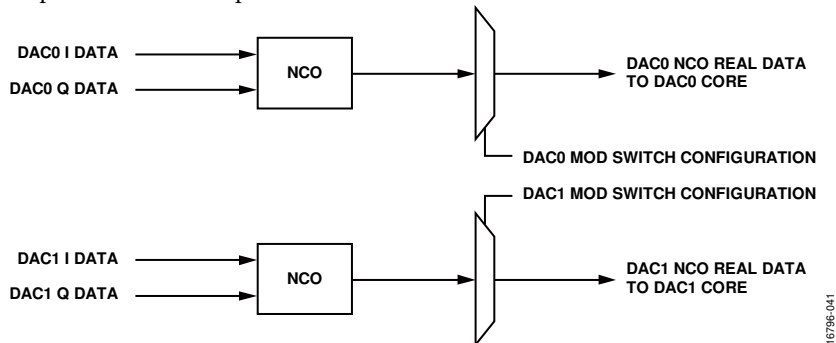 DAC0 I DATA
DAC0 Q DATA
NCO
DAC0 NCO REAL DATA
TO DAC0 CORE
DAC0 MOD SWITCH CONFIGURATION
DAC1 MOD SWITCH CONFIGURATION
DAC1 I DATA
DAC1 Q DATA
NCO
DAC1 NCO REAL DATA
TO DAC1 CORE
16796-041